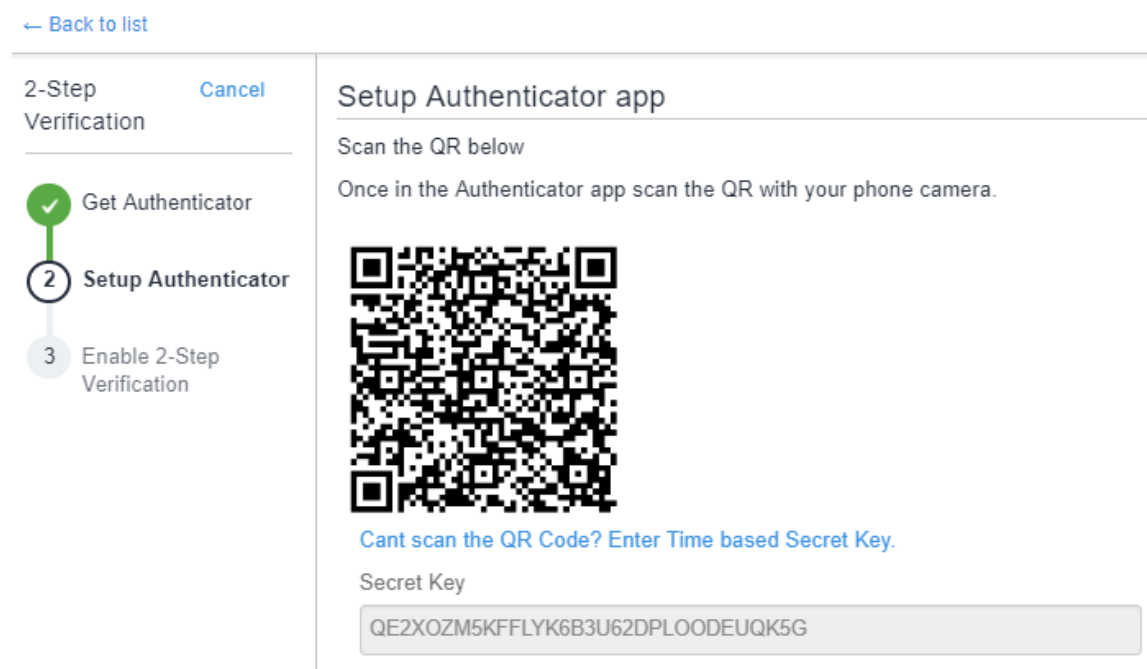 ← Back to list
2-Step
Verification
Cancel
Get Authenticator
2
Setup Authenticator
3
Enable 2-Step
Verification
Setup Authenticator app
Scan the QR below
Once in the Authenticator app scan the QR with your phone camera.
Cant scan the QR Code? Enter Time based Secret Key.
Secret Key
QE2XOZM5KFFLYK6B3U62DPLOODEUQK5G